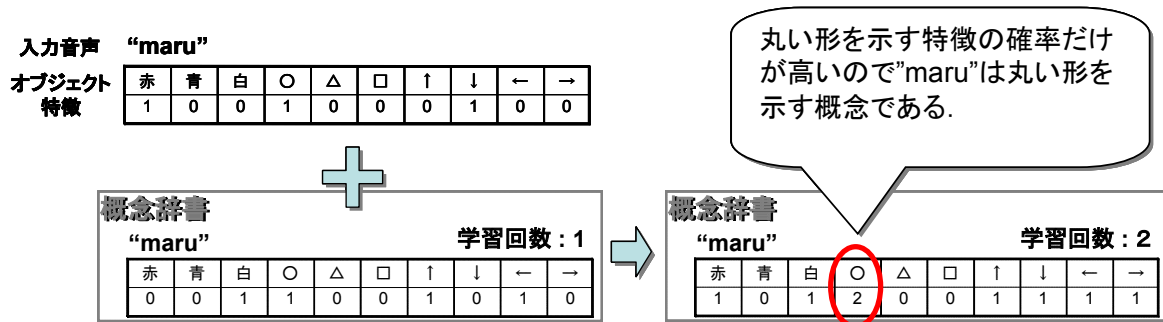 入力音声 “maru”
オブジェクト特徴
赤 青 白 ○ △ □ ↑ ↓ ← →
1 0 0 1 0 0 0 1 0 0
丸い形を示す特徴の確率だけ
が高いので”maru”は丸い形を
示す概念である.
概念辞書
“maru” 学習回数：1
赤 青 白 ○ △ □ ↑ ↓ ← →
0 0 1 1 0 0 1 0 1 0
概念辞書
“maru” 学習回数：2
赤 青 白 ○ △ □ ↑ ↓ ← →
1 0 1 2 0 0 1 1 1 1